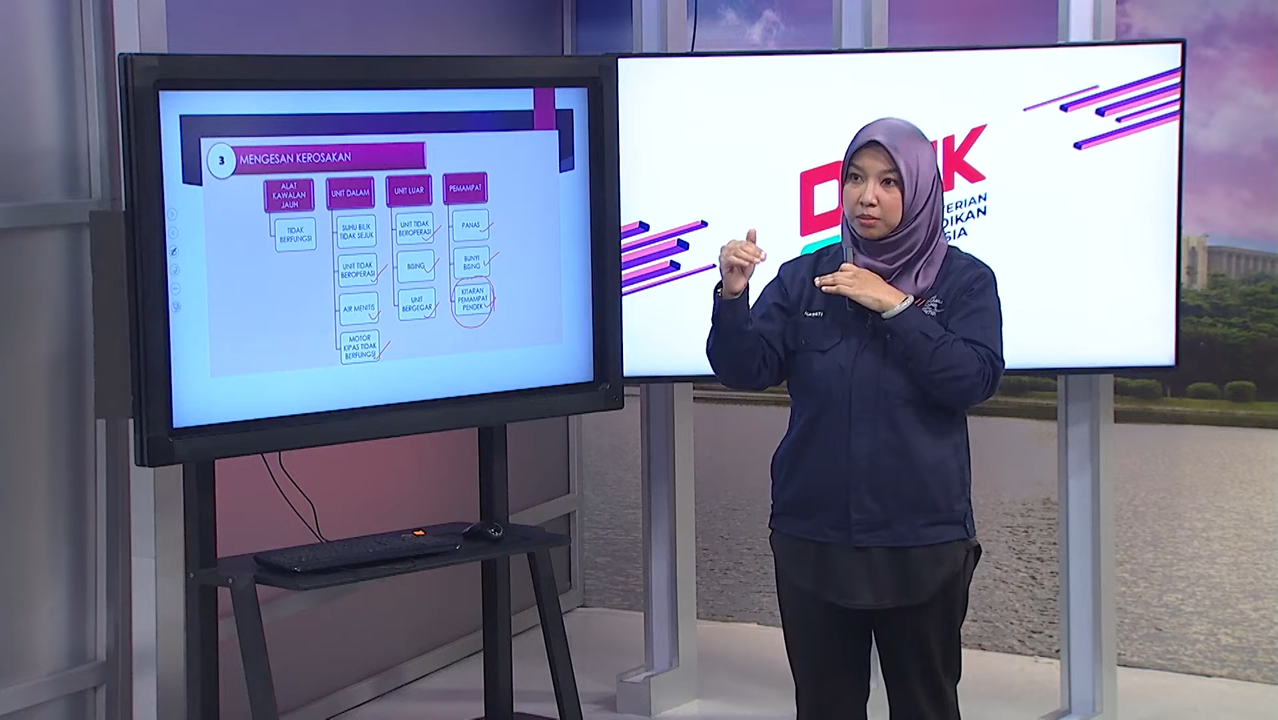 3
MENGESAN KEROSAKAN
ALAT
KAWALAN
JAUH
TIDAK
BERFUNGSI
UNIT DALAM
SUHU BILIK
TIDAK SEJUK
UNIT TIDAK
BEROPERASI
AIR MENITIS
MOTOR
KIPAS TIDAK
BERFUNGSI
UNIT LUAR
UNIT TIDAK
BEROPERASI
BISING
UNIT
BERGEGAR
PEMAMPAT
PANAS
BUNYI
BISING
KITARAN
PEMAMPAT
PENDEK